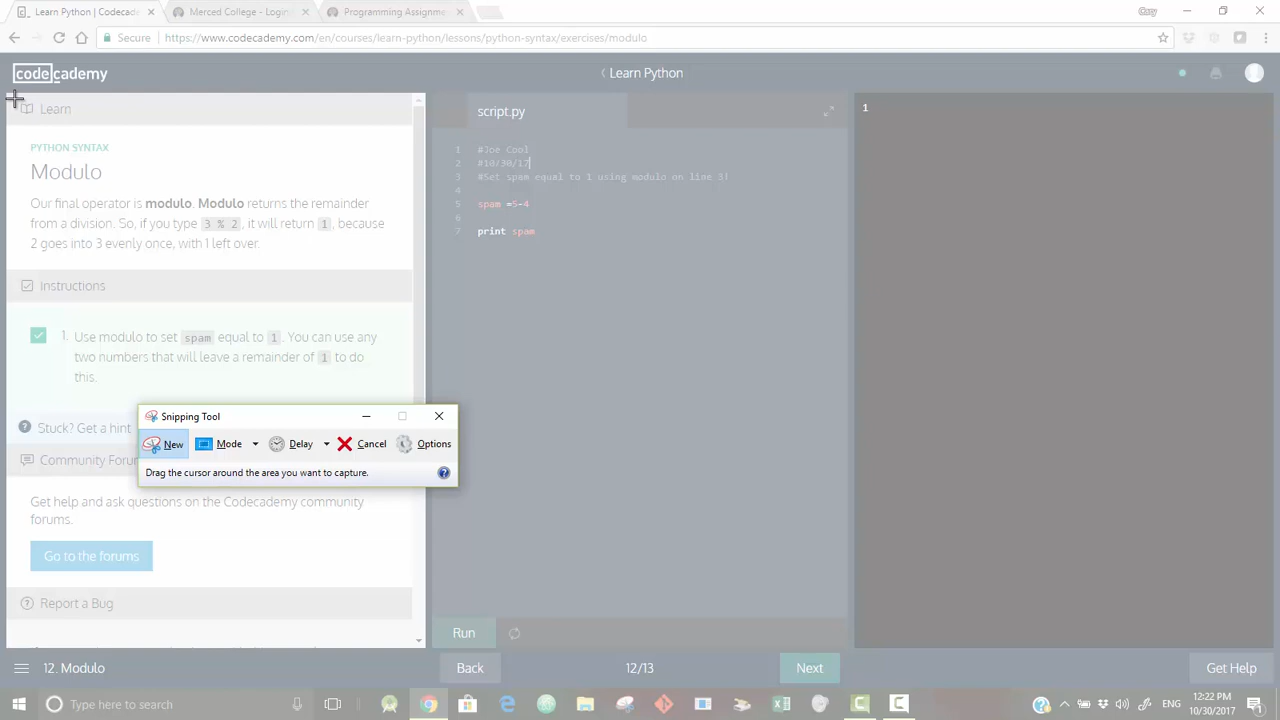 Learn Python | Codecad
Merced College - Login
Programming Assignme
Secure
https://www.codecademy.com/en/courses/learn-python/lessons/python-syntax/exercises/modulo
codecademy
Learn Python
Learn
script.py
1
PYTHON SYNTAX
Modulo
Our final operator is modulo. Modulo returns the remainder
from a division. So, if you type 3 % 2, it will return 1, because
2 goes into 3 evenly once, with 1 left over.
Instructions
1. Use modulo to set spam equal to 1. You can use any
two numbers that will leave a remainder of 1 to do
this.
Stuck? Get a hint
Community Foru
Get help and ask questions on the Codecademy community
forums.
Go to the forums
Report a Bug
1 #Joe Cool
2 #10/30/17
3 #Set spam equal to 1 using modulo on line 3!
4
5 spam =5-4
6
7 print spam
Snipping Tool
New Mode Delay Cancel Options
Drag the cursor around the area you want to capture.
Run
12. Modulo
Back
12/13
Next
Get Help
Type here to search
ENG
12:22 PM
10/30/2017